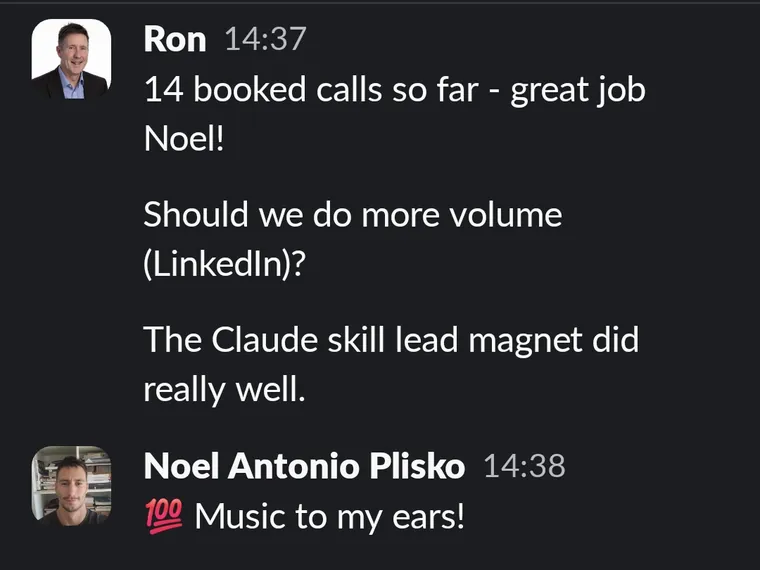 Ron 14:37
14 booked calls so far - great job
Noel!
Should we do more volume
(LinkedIn)?
The Claude skill lead magnet did
really well.
Noel Antonio Plisko 14:38
💯 Music to my ears!